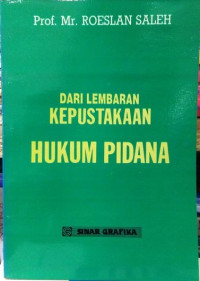 Prof. Mr. ROESLAN SALEH
DARI LEMBARAN
KEPUSTAKAAN
HUKUM PIDANA
SINAR GRAFIKA